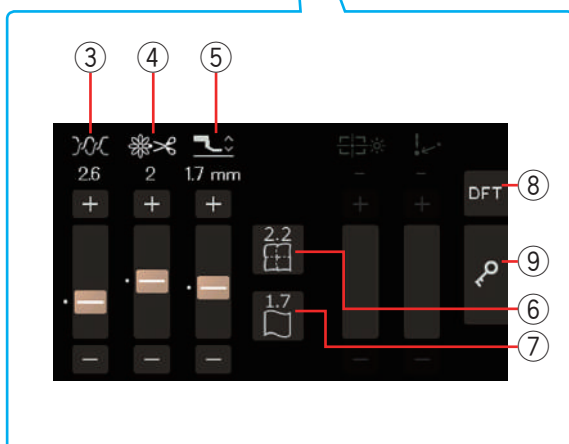 ③ ④ ⑤
2.6 2 1.7 mm - -
+ + + + +
DFT ⑧
2.2
⑨
⑥
1.7
⑦
− − − − −